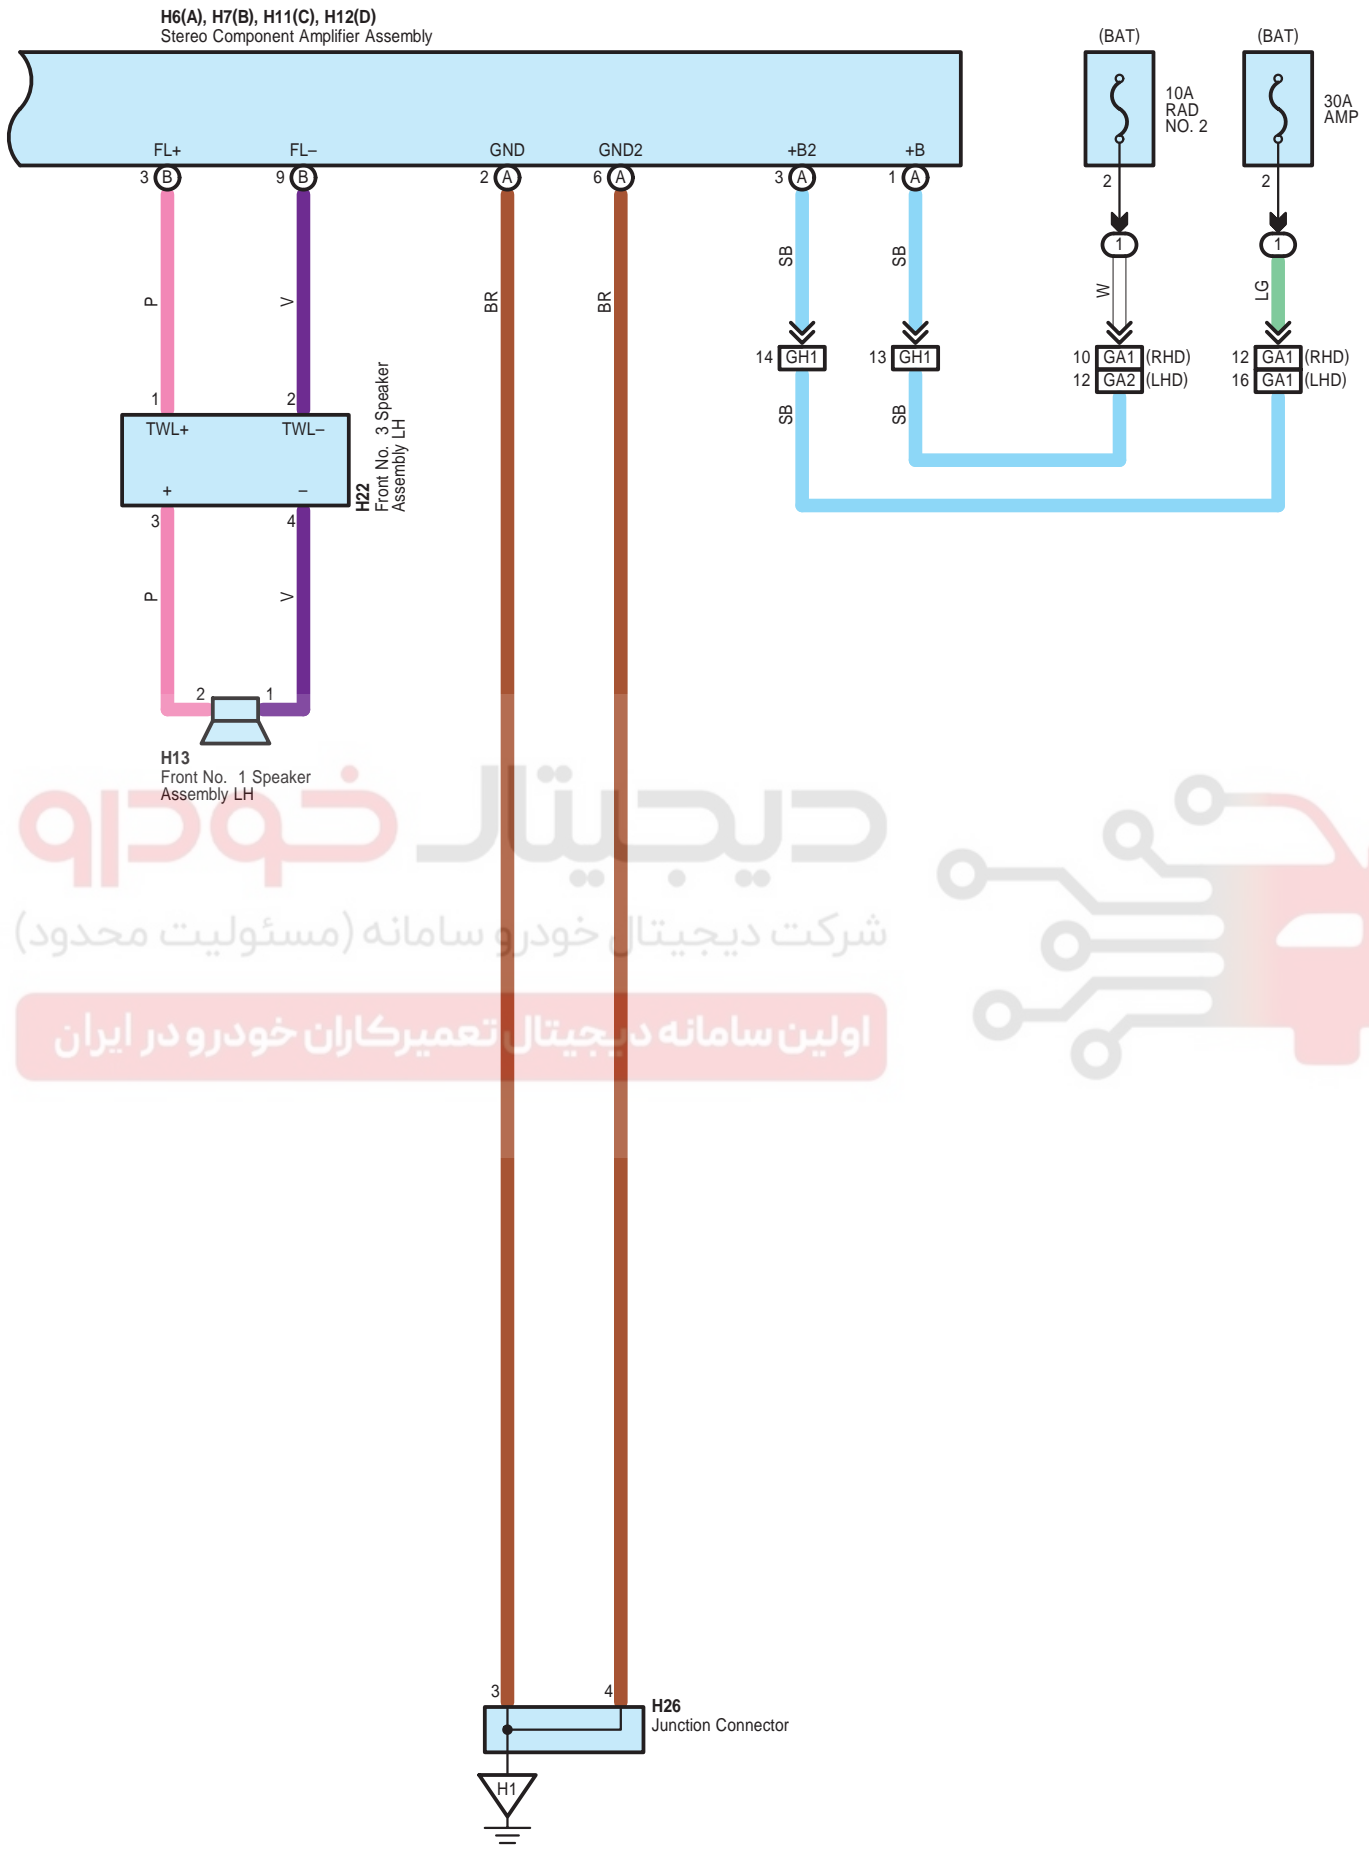 H6(A), H7(B), H11(C), H12(D)
Stereo Component Amplifier Assembly
(BAT)
(BAT)
10A
RAD
NO. 2
30A
AMP
FL+
FL–
GND
GND2
+B2
+B
3 B
9 B
2 A
6 A
3 A
1 A
2
2
1
1
P
V
BR
BR
SB
SB
W
LG
14 GH1
13 GH1
10 GA1 (RHD)
12 GA2 (LHD)
12 GA1 (RHD)
16 GA1 (LHD)
SB
SB
1
2
TWL+
TWL–
+
–
H22
Front No. 3 Speaker
Assembly LH
3
4
P
V
2
1
H13
Front No. 1 Speaker
Assembly LH
دیجیتال خودرو
شرکت دیجیتال خودرو سامانه (مسئولیت محدود)
اولین سامانه دیجیتال تعمیرکاران خودرو در ایران
3
4
H26
Junction Connector
H1